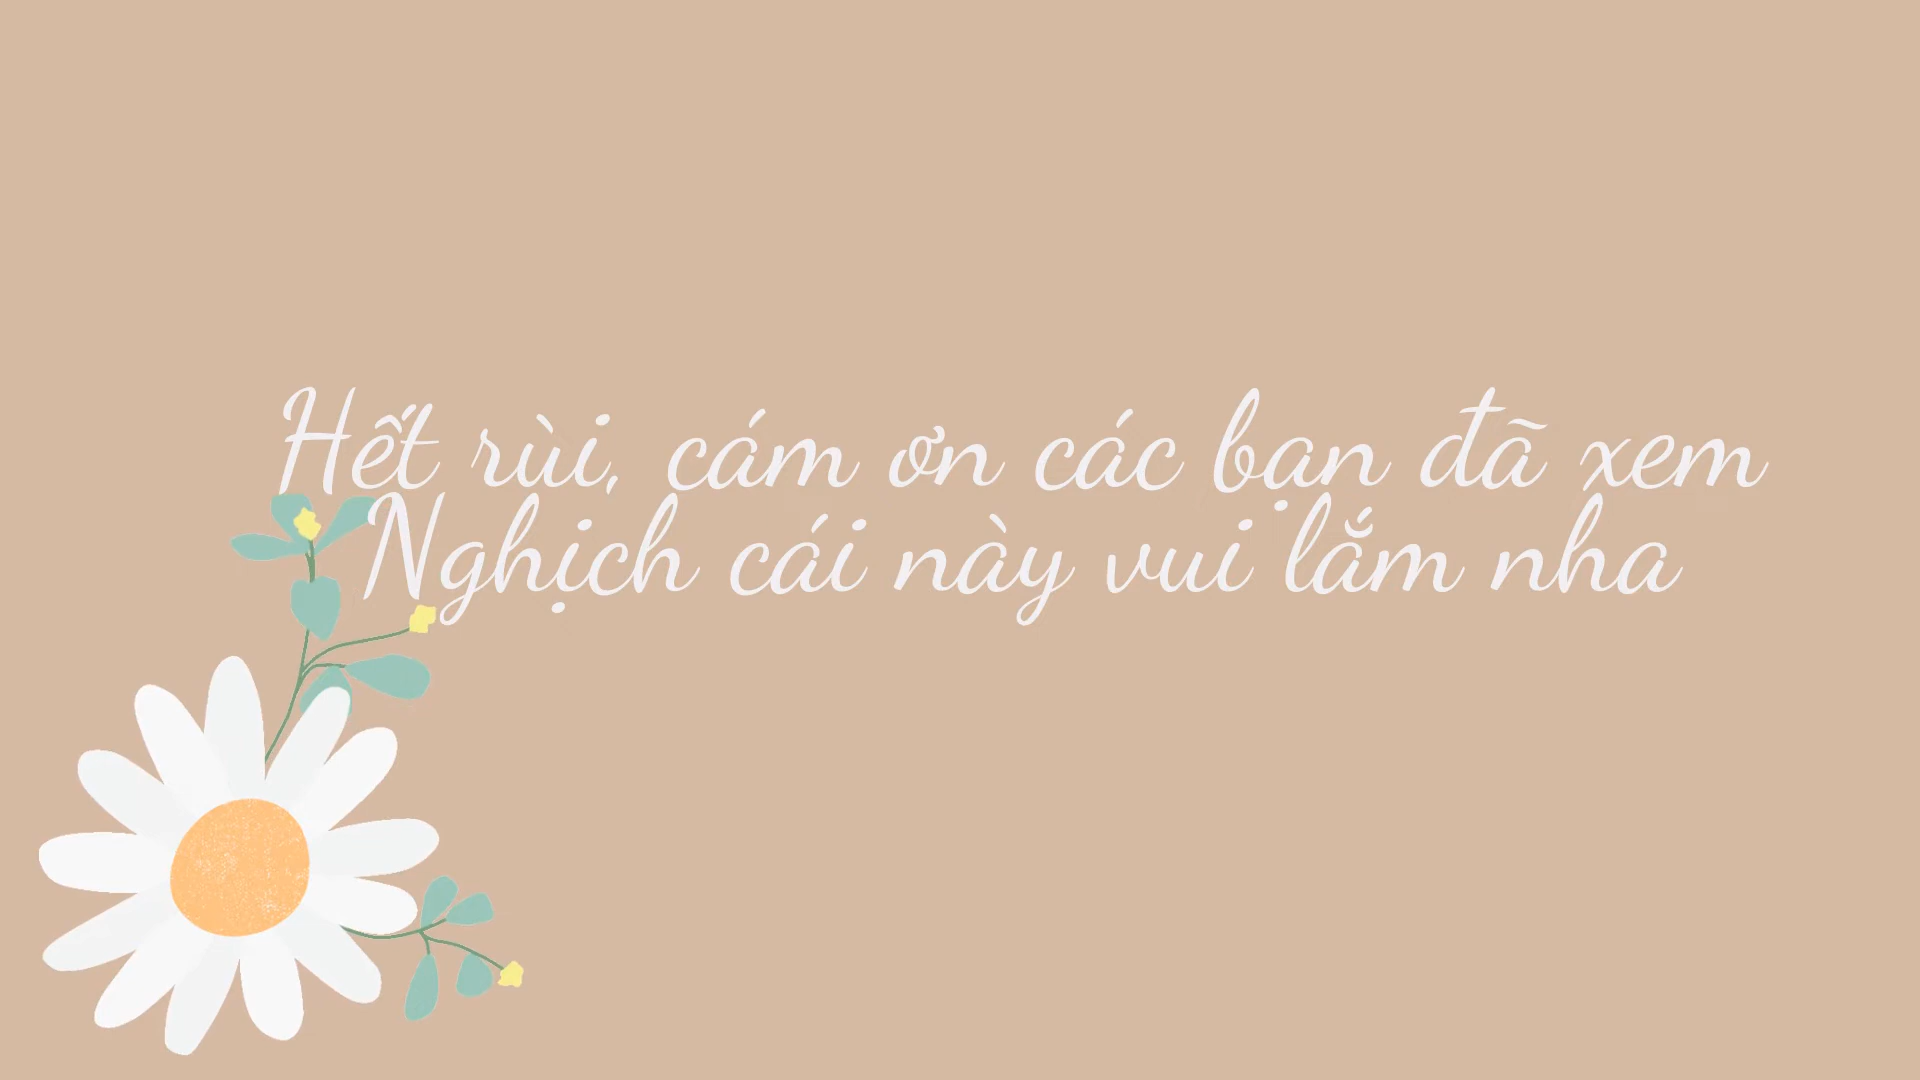 Hết rùi, cám ơn các bạn đã xem
Nghịch cái này vui lắm nha